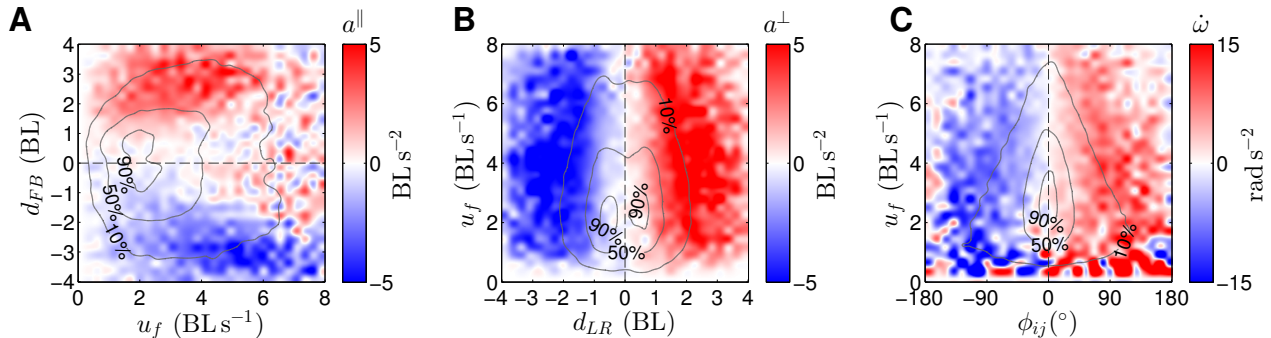 A
a^∥
4
3
2
1
0
−1
−2
−3
−4
d_FB (BL)
90%
50%
10%
0 2 4 6 8
u_f (BL s⁻¹)
5
0
−5
BL s⁻²
B
a^⊥
8
6
4
2
0
u_f (BL s⁻¹)
10%
90%
90%
50%
−4 −3 −2 −1 0 1 2 3 4
d_LR (BL)
5
0
−5
BL s⁻²
C
ω̇
8
6
4
2
0
u_f (BL s⁻¹)
90%
50%
10%
−180 −90 0 90 180
ϕ_ij(°)
15
0
−15
rad s⁻²